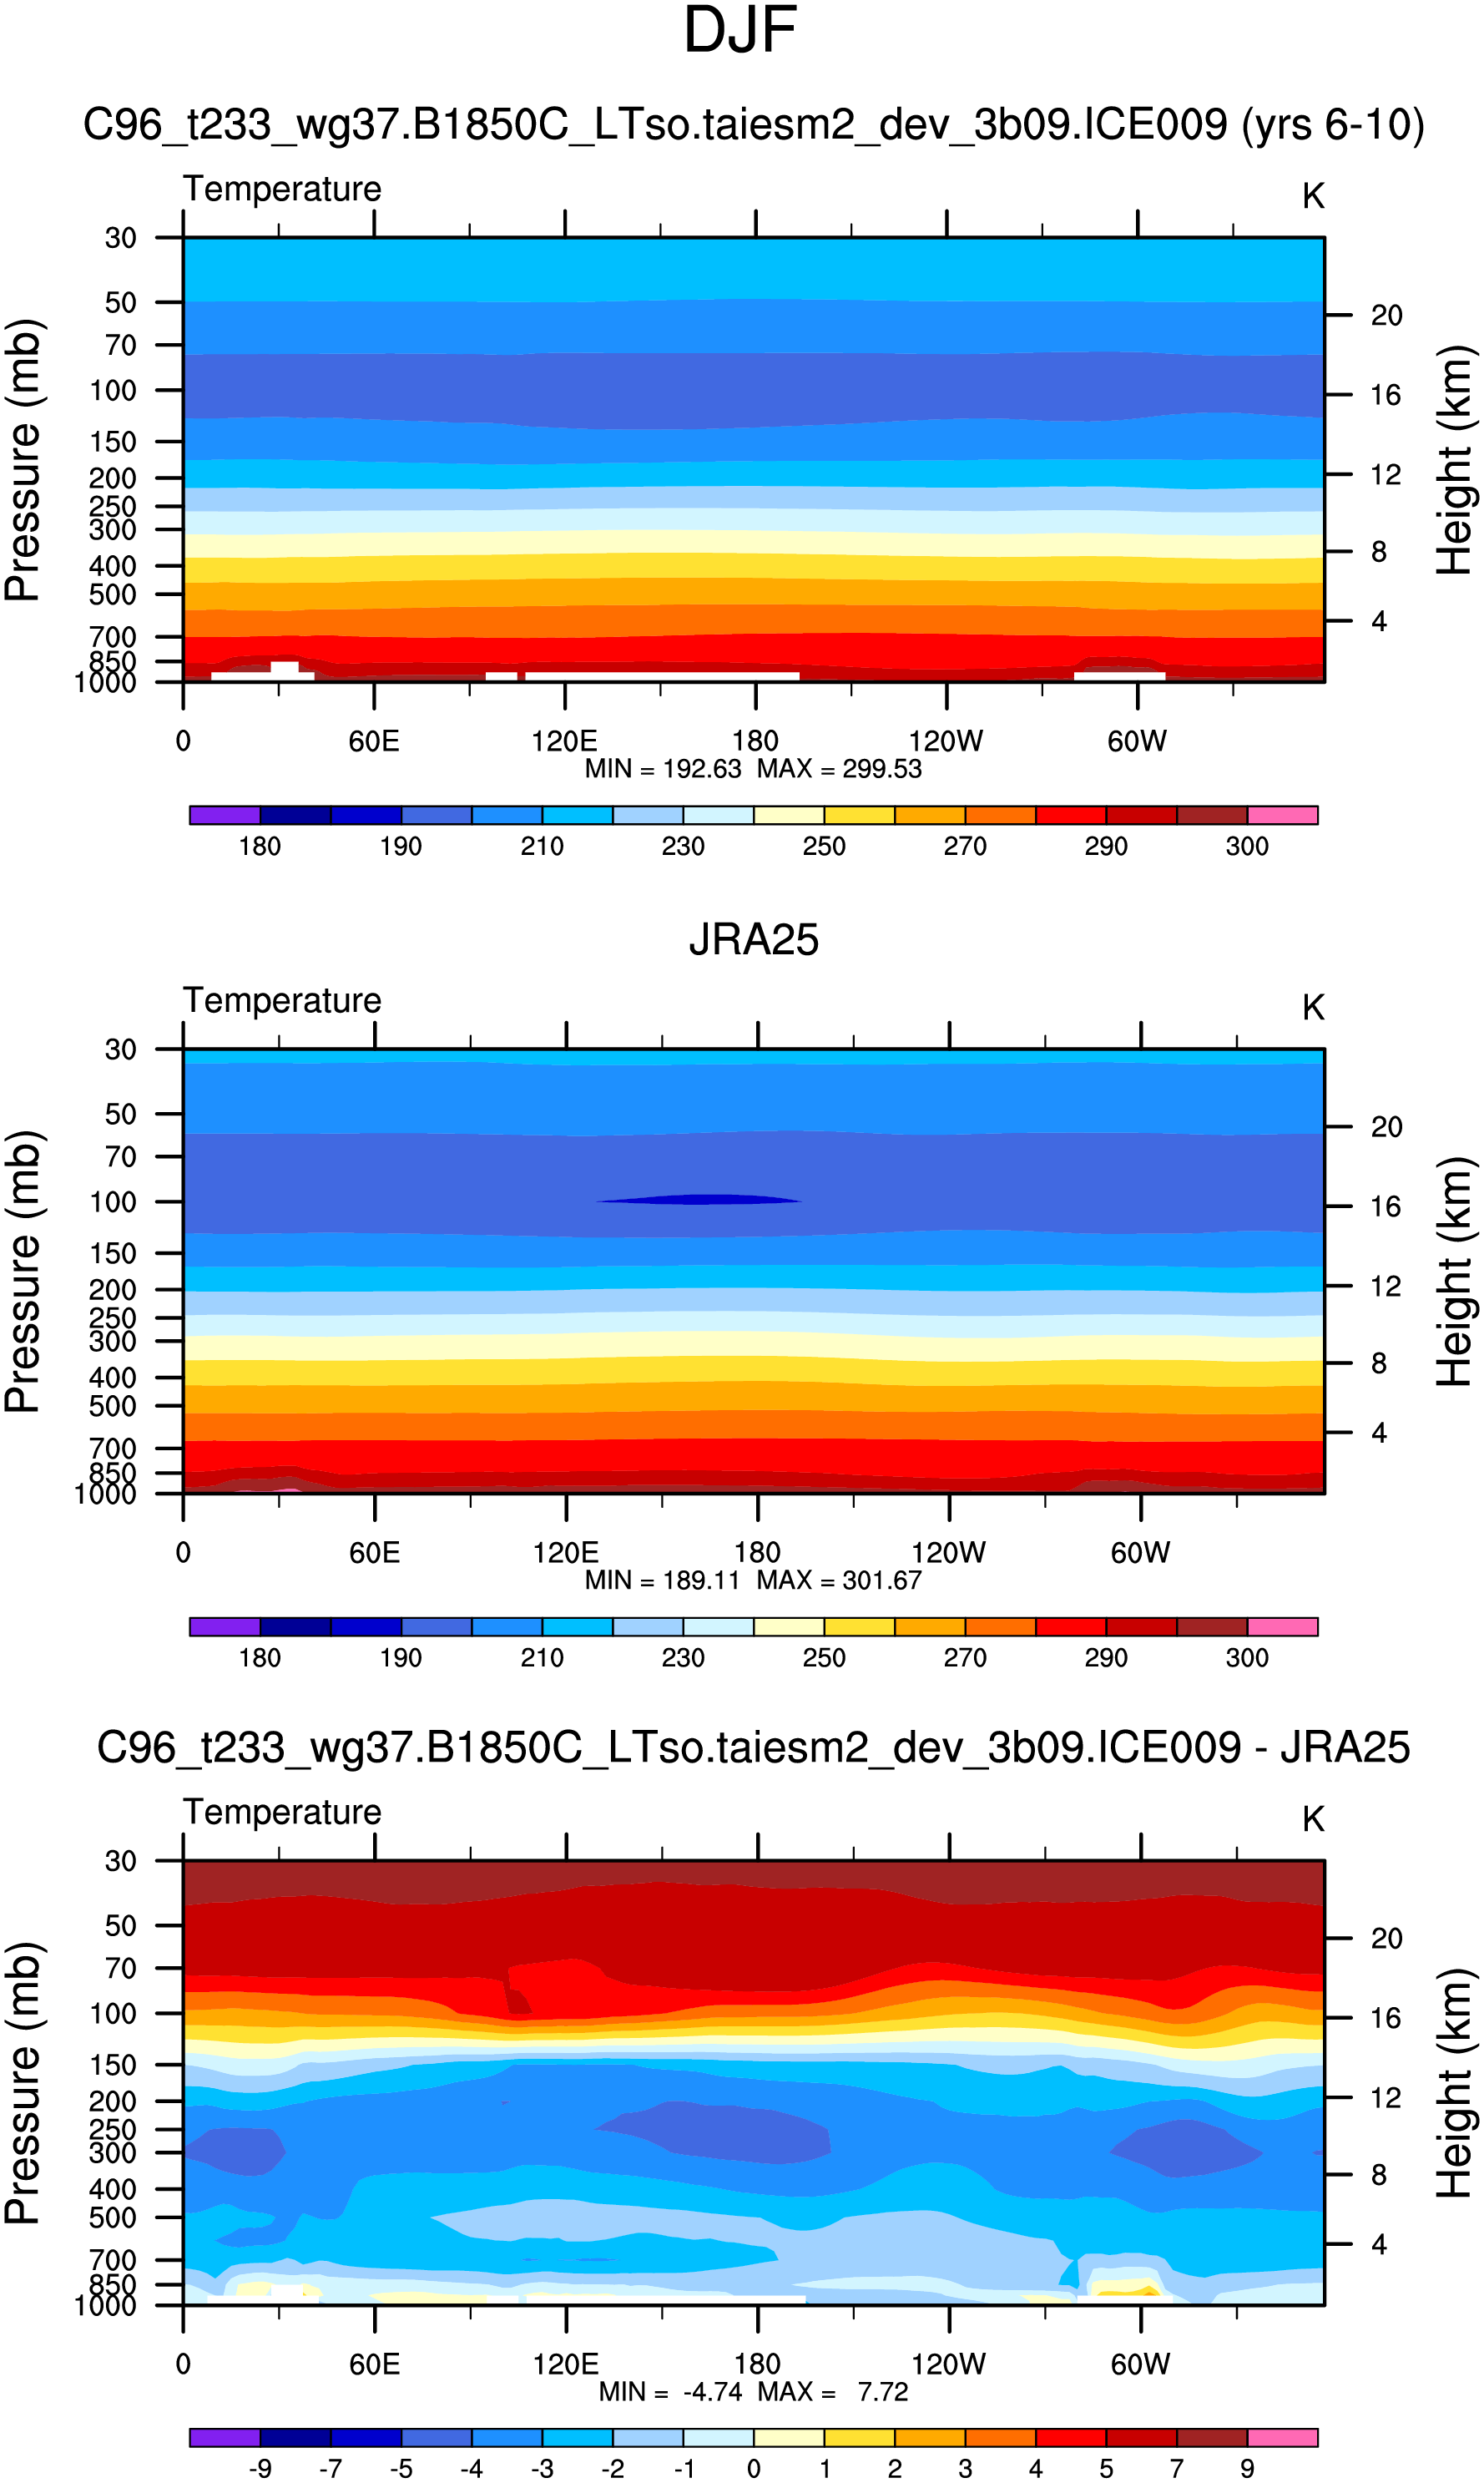 DJF
C96_t233_wg37.B1850C_LTso.taiesm2_dev_3b09.ICE009 (yrs 6-10)
Temperature K
Pressure (mb)
30
50
70
100
150
200
250
300
400
500
700
850
1000
20
16
12
8
4
Height (km)
0 60E 120E 180 120W 60W
MIN = 192.63 MAX = 299.53
180 190 210 230 250 270 290 300
JRA25
Temperature K
Pressure (mb)
30
50
70
100
150
200
250
300
400
500
700
850
1000
20
16
12
8
4
Height (km)
0 60E 120E 180 120W 60W
MIN = 189.11 MAX = 301.67
180 190 210 230 250 270 290 300
C96_t233_wg37.B1850C_LTso.taiesm2_dev_3b09.ICE009 - JRA25
Temperature K
Pressure (mb)
30
50
70
100
150
200
250
300
400
500
700
850
1000
20
16
12
8
4
Height (km)
0 60E 120E 180 120W 60W
MIN = -4.74 MAX = 7.72
-9 -7 -5 -4 -3 -2 -1 0 1 2 3 4 5 7 9